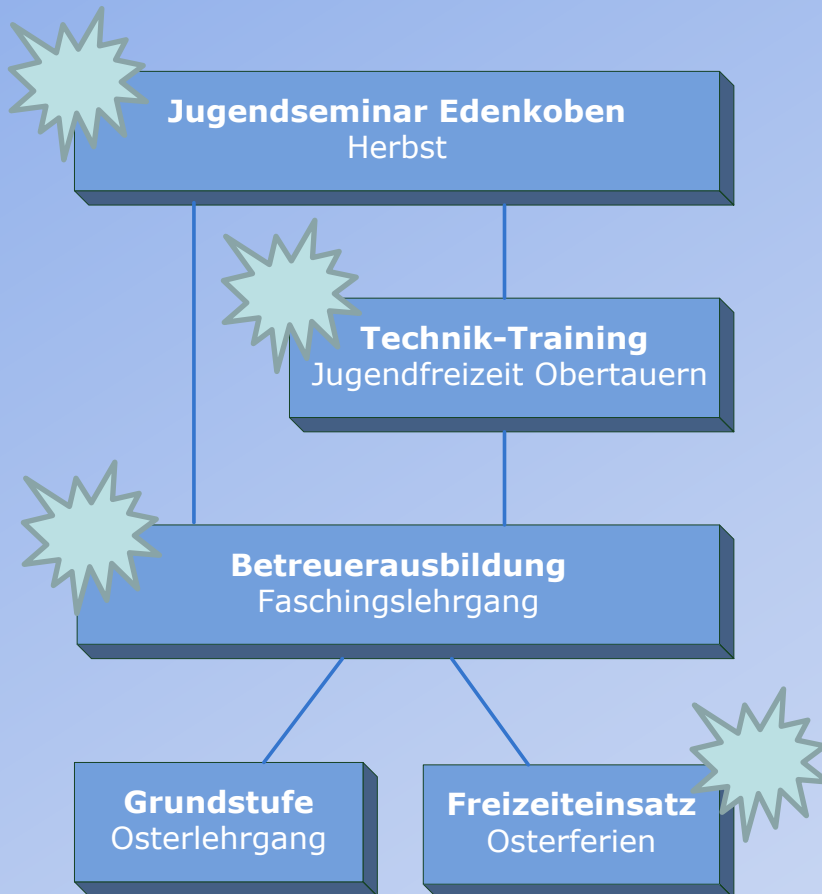 Jugendseminar Edenkoben
Herbst
Technik-Training
Jugendfreizeit Obertauern
Betreuerausbildung
Faschingslehrgang
Grundstufe
Osterlehrgang
Freizeiteinsatz
Osterferien